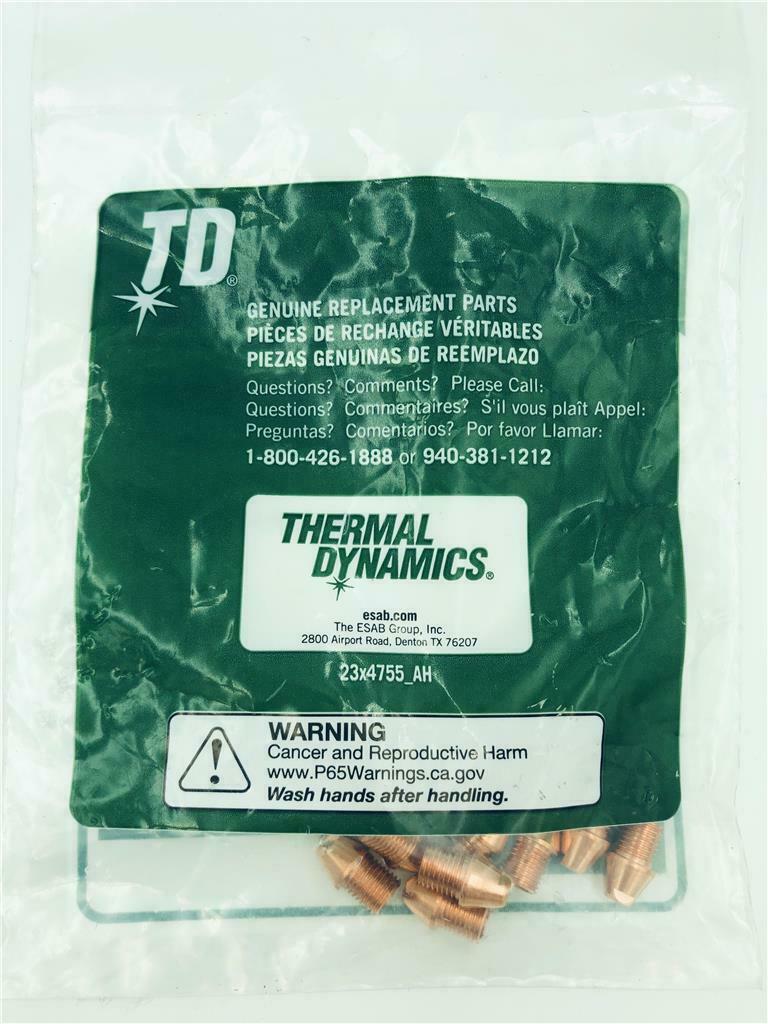 TD®
GENUINE REPLACEMENT PARTS
PIÈCES DE RECHANGE VÉRITABLES
PIEZAS GENUINAS DE REEMPLAZO
Questions? Comments? Please Call:
Questions? Commentaires? S'il vous plaît Appel:
Preguntas? Comentarios? Por favor Llamar:
1-800-426-1888 or 940-381-1212
THERMAL
DYNAMICS®
esab.com
The ESAB Group, Inc.
2800 Airport Road, Denton TX 76207
23x4755_AH
WARNING
Cancer and Reproductive Harm
www.P65Warnings.ca.gov
Wash hands after handling.